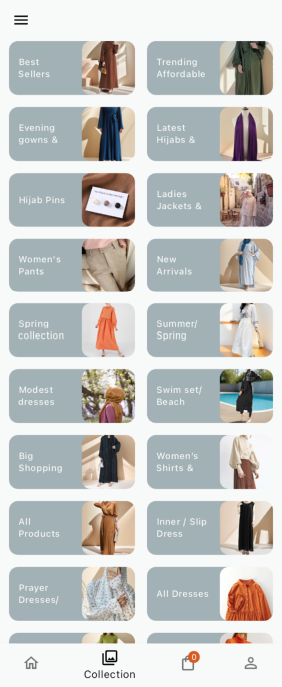 Best
Sellers
Trending
Affordable
Evening
gowns &
Latest
Hijabs &
Hijab Pins
Ladies
Jackets &
Women's
Pants
New
Arrivals
Spring
collection
Summer/
Spring
Modest
dresses
Swim set/
Beach
Big
Shopping
Women's
Shirts &
All
Products
Inner / Slip
Dress
Prayer
Dresses/
All Dresses
0
Collection